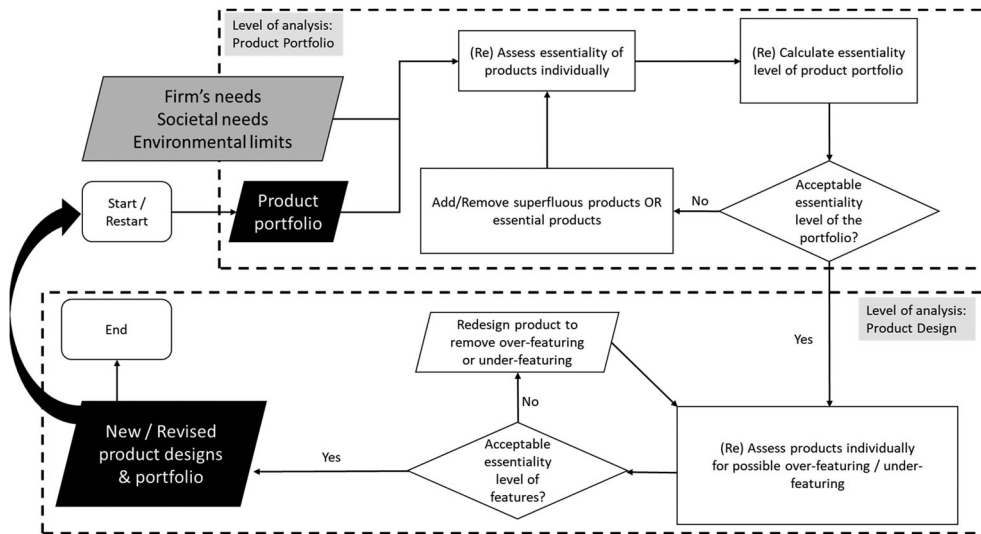 Level of analysis:
Product Portfolio
(Re) Assess essentiality of
products individually
(Re) Calculate essentiality
level of product portfolio
Firm's needs
Societal needs
Environmental limits
Start /
Restart
Product
portfolio
Add/Remove superfluous products OR
essential products
No
Acceptable
essentiality
level of the
portfolio?
Level of analysis:
Product Design
End
Redesign product to
remove over-featuring
or under-featuring
Yes
No
New / Revised
product designs
& portfolio
Yes
Acceptable
essentiality
level of
features?
(Re) Assess products individually
for possible over-featuring / under-
featuring